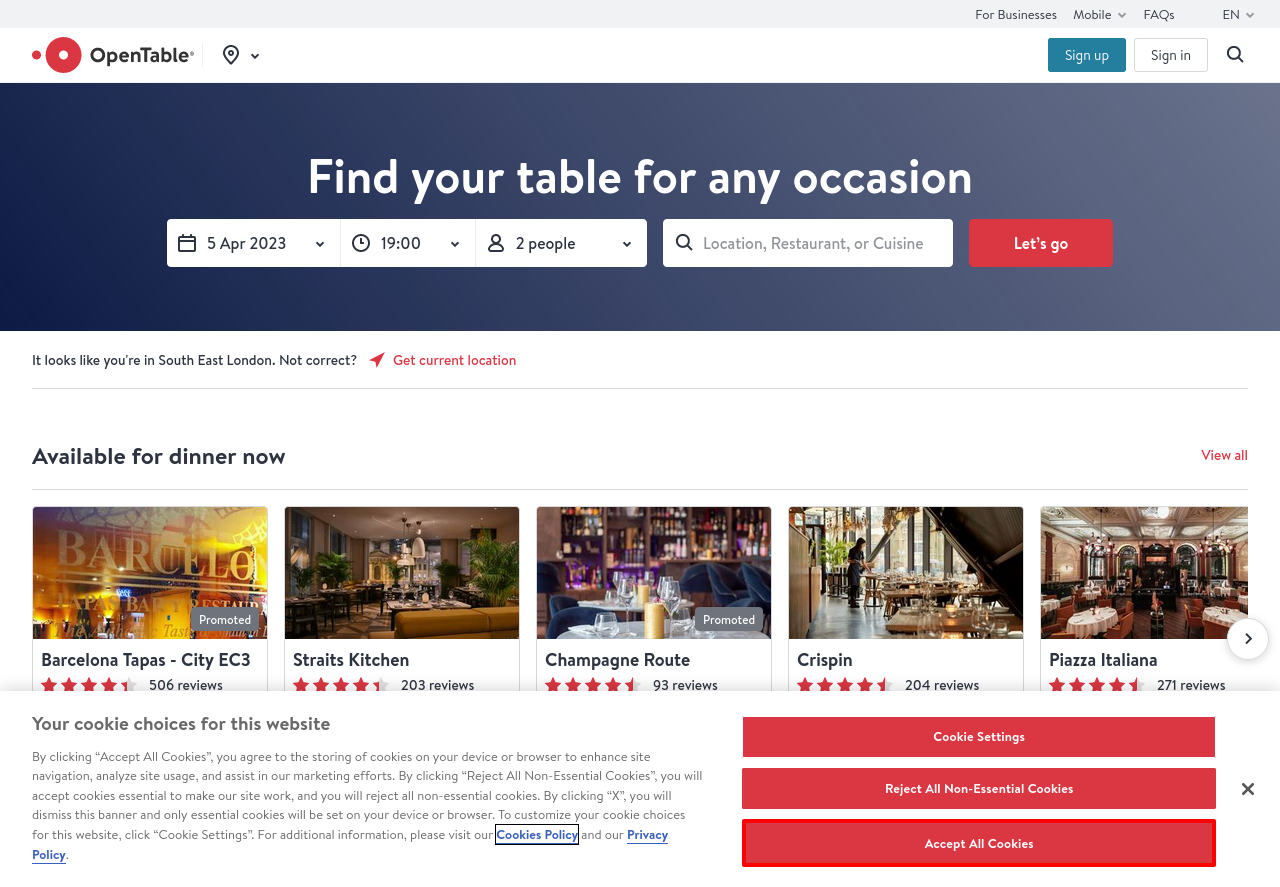 For Businesses Mobile FAQs EN
OpenTable®
Sign up Sign in
Find your table for any occasion
5 Apr 2023 19:00 2 people Location, Restaurant, or Cuisine Let’s go
It looks like you're in South East London. Not correct? Get current location
Available for dinner now View all
BARCELO
Promoted Promoted
Barcelona Tapas - City EC3 Straits Kitchen Champagne Route Crispin Piazza Italiana
506 reviews 203 reviews 93 reviews 204 reviews 271 reviews
Your cookie choices for this website
By clicking “Accept All Cookies”, you agree to the storing of cookies on your device or browser to enhance site
navigation, analyze site usage, and assist in our marketing efforts. By clicking “Reject All Non-Essential Cookies”, you will
accept cookies essential to make our site work, and you will reject all non-essential cookies. By clicking “X”, you will
dismiss this banner and only essential cookies will be set on your device or browser. To customize your cookie choices
for this website, click “Cookie Settings”. For additional information, please visit our Cookies Policy and our Privacy
Policy.
Cookie Settings
Reject All Non-Essential Cookies
Accept All Cookies